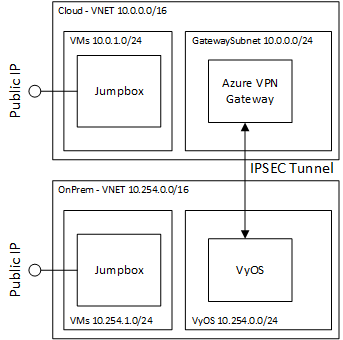 Cloud - VNET 10.0.0.0/16
VMs 10.0.1.0/24
GatewaySubnet 10.0.0.0/24
Public IP
Jumpbox
Azure VPN
Gateway
IPSEC Tunnel
OnPrem - VNET 10.254.0.0/16
Public IP
Jumpbox
VyOS
VMs 10.254.1.0/24
VyOS 10.254.0.0/24